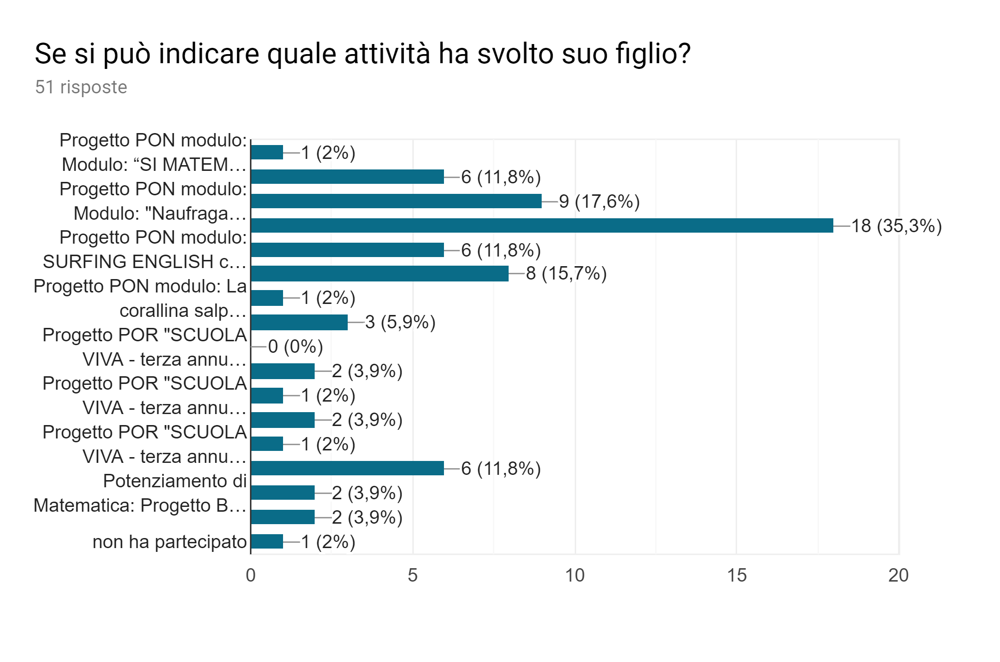 Se si può indicare quale attività ha svolto suo figlio?
51 risposte
Progetto PON modulo:
1 (2%)
Modulo: “SI MATEM…
6 (11,8%)
Progetto PON modulo:
9 (17,6%)
Modulo: "Naufraga…
18 (35,3%)
Progetto PON modulo:
6 (11,8%)
SURFING ENGLISH c…
8 (15,7%)
Progetto PON modulo: La
1 (2%)
corallina salp…
3 (5,9%)
Progetto POR "SCUOLA
0 (0%)
VIVA - terza annu…
2 (3,9%)
Progetto POR "SCUOLA
1 (2%)
VIVA - terza annu…
2 (3,9%)
Progetto POR "SCUOLA
1 (2%)
VIVA - terza annu…
6 (11,8%)
Potenziamento di
2 (3,9%)
Matematica: Progetto B…
2 (3,9%)
non ha partecipato
1 (2%)
0 5 10 15 20